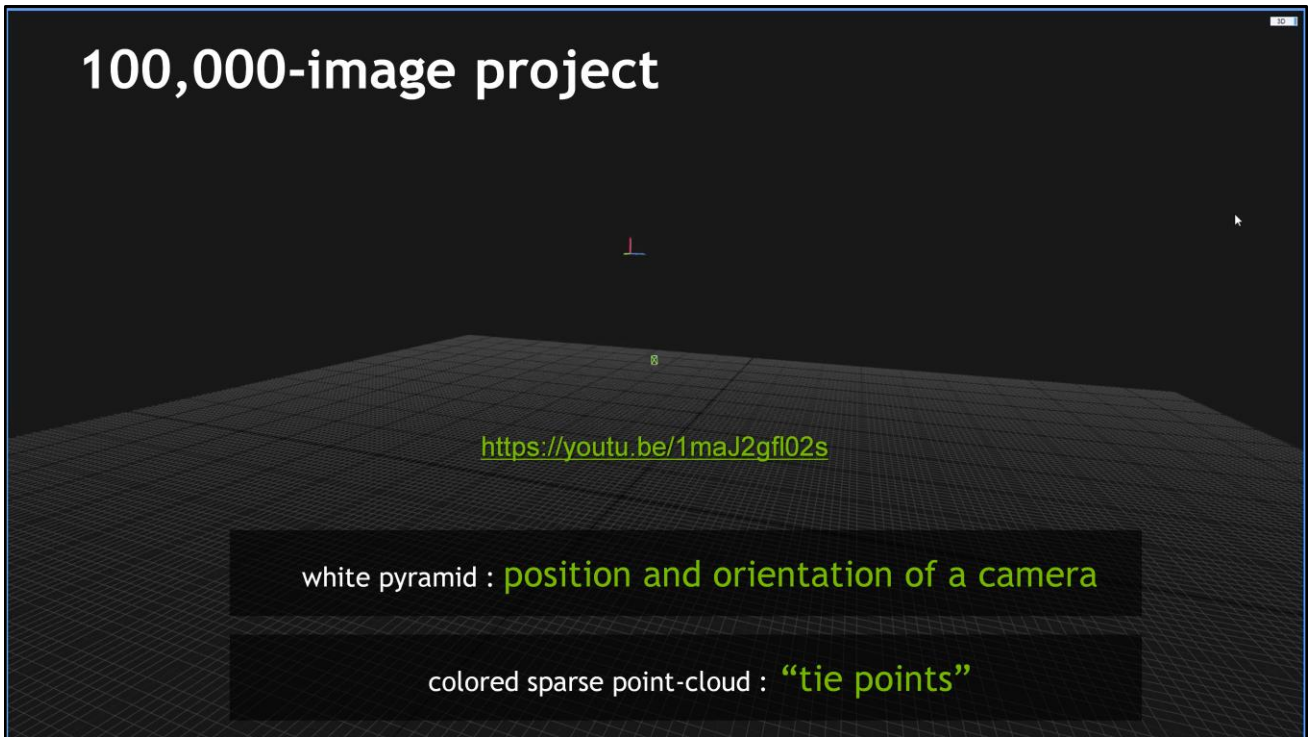 3D
100,000-image project
https://youtu.be/1maJ2gfl02s
white pyramid : position and orientation of a camera
colored sparse point-cloud : “tie points”